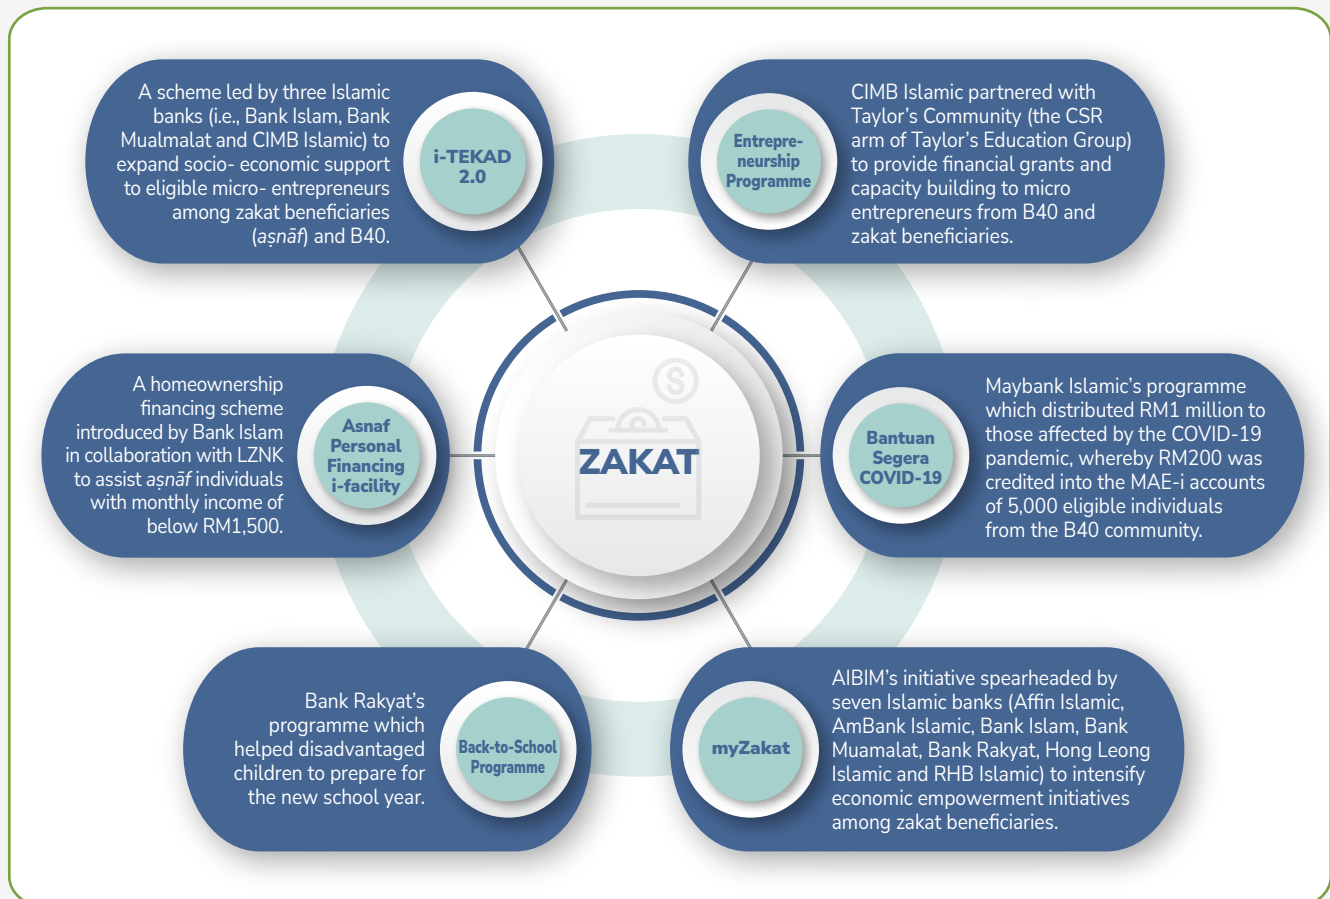 A scheme led by three Islamic
banks (i.e., Bank Islam, Bank
Mualmalat and CIMB Islamic) to
expand socio- economic support
to eligible micro- entrepreneurs
among zakat beneficiaries
(aṣnāf) and B40.
i-TEKAD
2.0
Entrepre-
neurship
Programme
CIMB Islamic partnered with
Taylor’s Community (the CSR
arm of Taylor’s Education Group)
to provide financial grants and
capacity building to micro
entrepreneurs from B40 and
zakat beneficiaries.
A homeownership
financing scheme
introduced by Bank Islam
in collaboration with LZNK
to assist aṣnāf individuals
with monthly income of
below RM1,500.
Asnaf
Personal
Financing
i-facility
ZAKAT
Bantuan
Segera
COVID-19
Maybank Islamic’s programme
which distributed RM1 million to
those affected by the COVID-19
pandemic, whereby RM200 was
credited into the MAE-i accounts
of 5,000 eligible individuals
from the B40 community.
Bank Rakyat’s
programme which
helped disadvantaged
children to prepare for
the new school year.
Back-to-School
Programme
myZakat
AIBIM’s initiative spearheaded by
seven Islamic banks (Affin Islamic,
AmBank Islamic, Bank Islam, Bank
Muamalat, Bank Rakyat, Hong Leong
Islamic and RHB Islamic) to intensify
economic empowerment initiatives
among zakat beneficiaries.